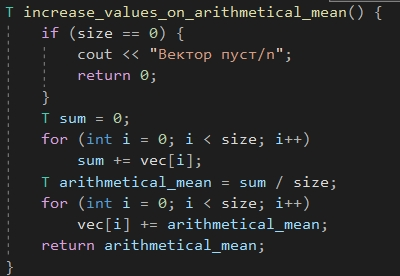 T increase_values_on_arithmetical_mean() {
if (size == 0) {
cout << "Вектор пуст/n";
return 0;
}
T sum = 0;
for (int i = 0; i < size; i++)
sum += vec[i];
T arithmetical_mean = sum / size;
for (int i = 0; i < size; i++)
vec[i] += arithmetical_mean;
return arithmetical_mean;
}